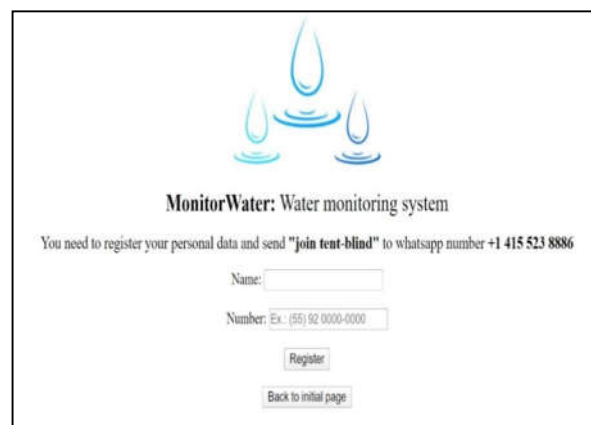 MonitorWater: Water monitoring system
You need to register your personal data and send "join tent-blind" to whatsapp number +1 415 523 8886
Name:
Number: Ex.: (55) 92 0000-0000
Register
Back to initial page